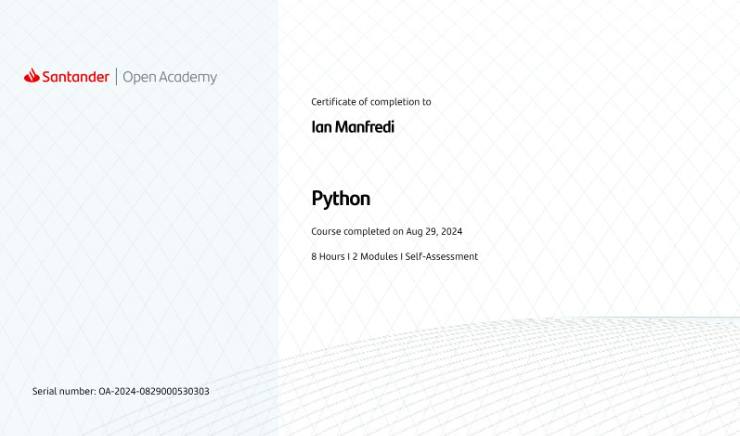 Santander | Open Academy
Certificate of completion to
Ian Manfredi
Python
Course completed on Aug 29, 2024
8 Hours I 2 Modules I Self-Assessment
Serial number: OA-2024-0829000530303